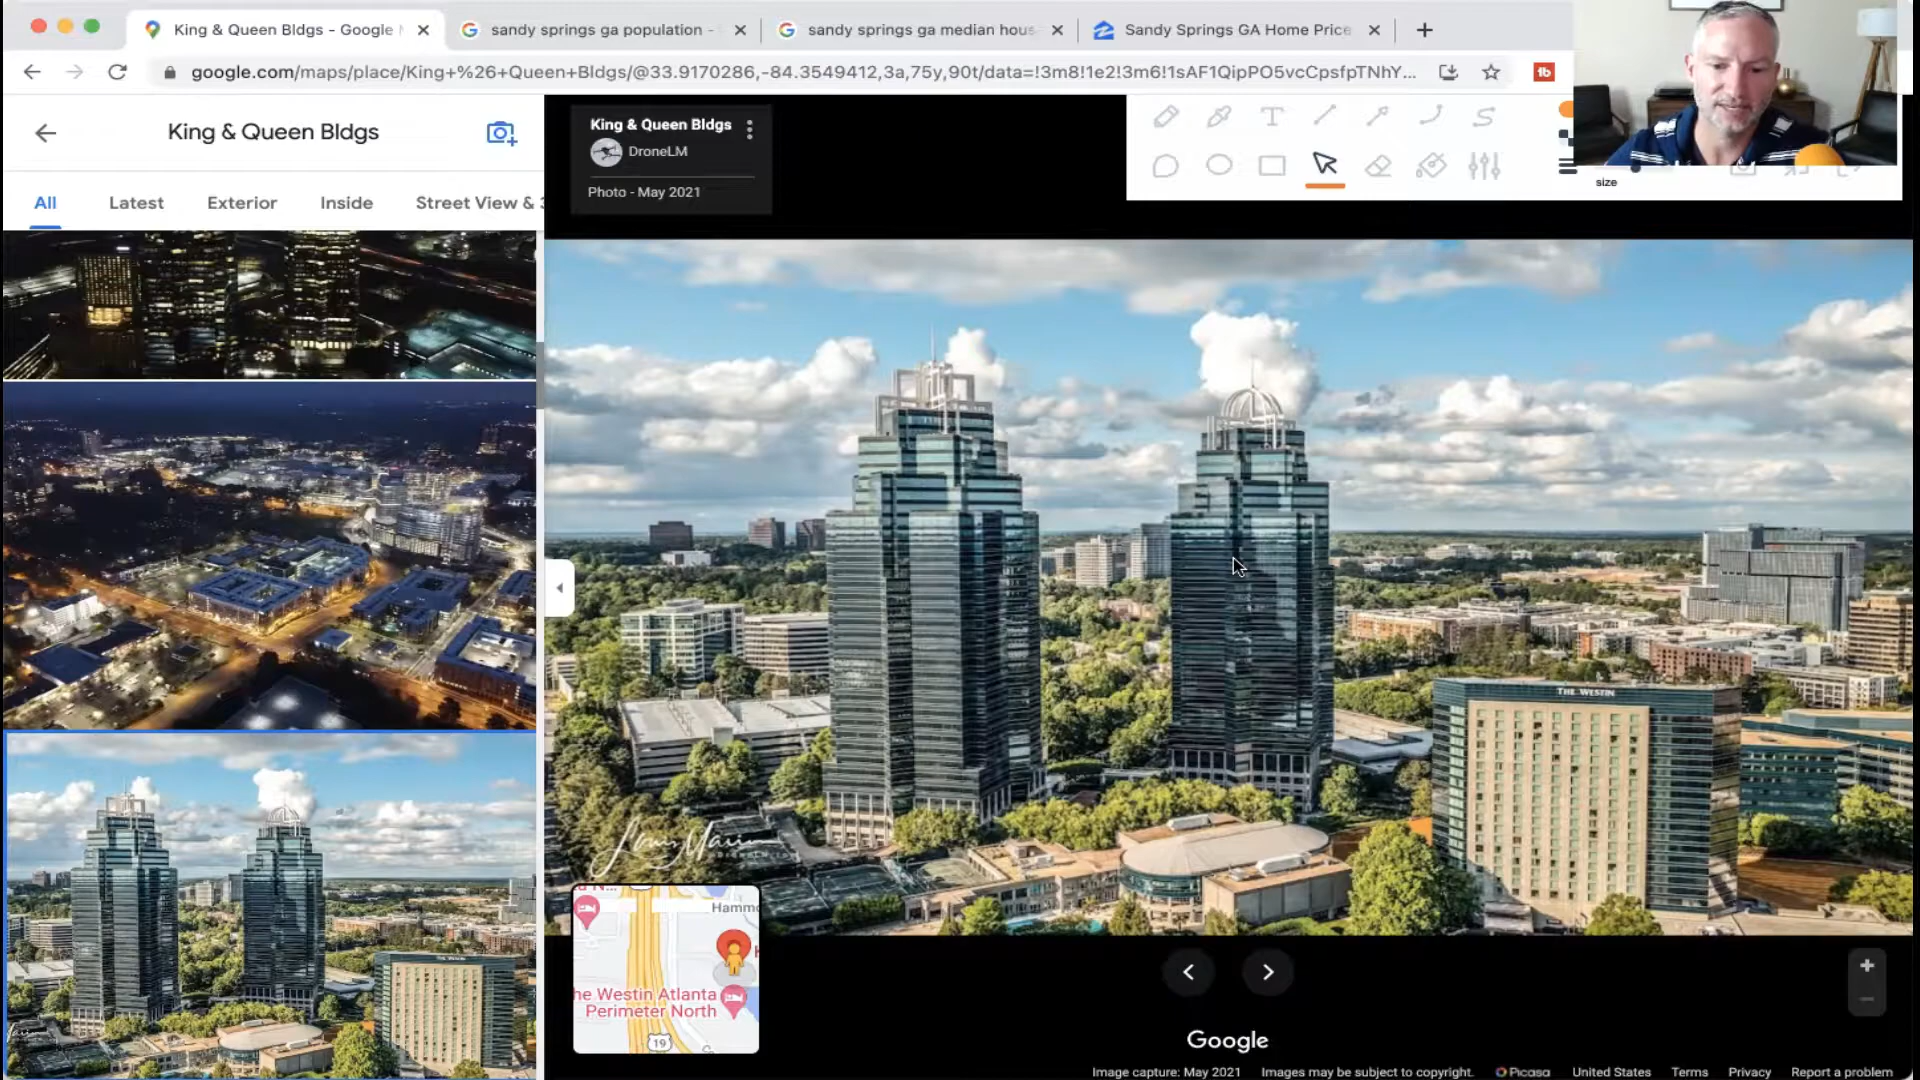 King & Queen Bldgs - Google
sandy springs ga population -
sandy springs ga median hous
Sandy Springs GA Home Price
google.com/maps/place/King+%26+Queen+Bldgs/@33.9170286,-84.3549412,3a,75y,90t/data=!3m8!1e2!3m6!1sAF1QipPO5vcCpsfpTNhY...
King & Queen Bldgs
All
Latest
Exterior
Inside
Street View &
King & Queen Bldgs
DroneLM
Photo - May 2021
T
size
THE WESTIN
Louis Marin
Hammo
he Westin Atlanta
Perimeter North
19
Google
Image capture: May 2021 Images may be subject to copyright. Picasa United States Terms Privacy Report a problem